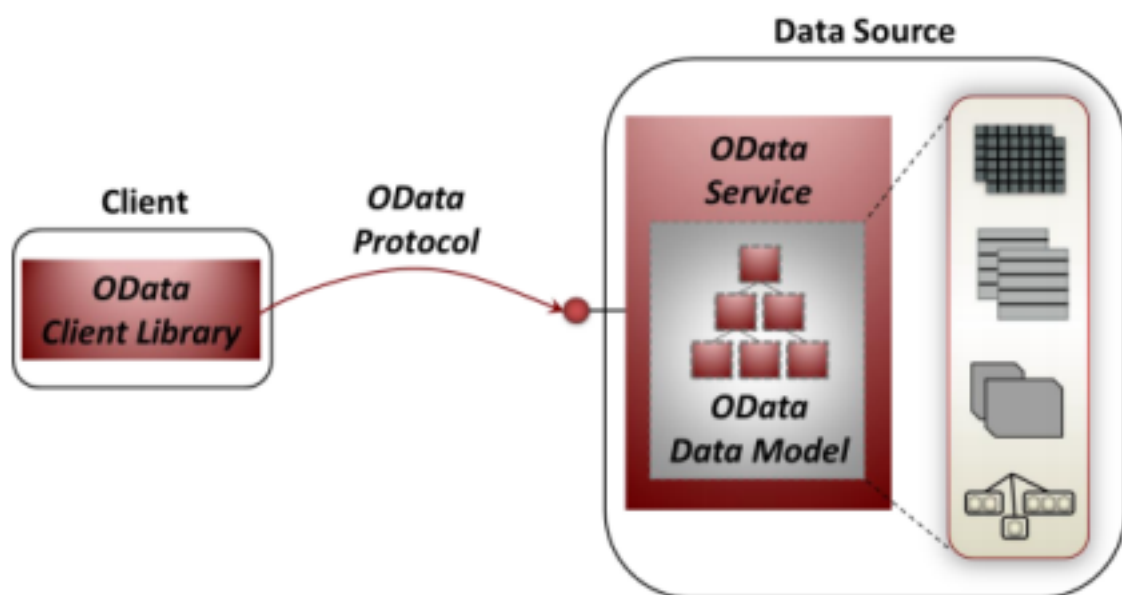 Data Source
OData
Service
Client
OData
Protocol
OData
Client Library
OData
Data Model